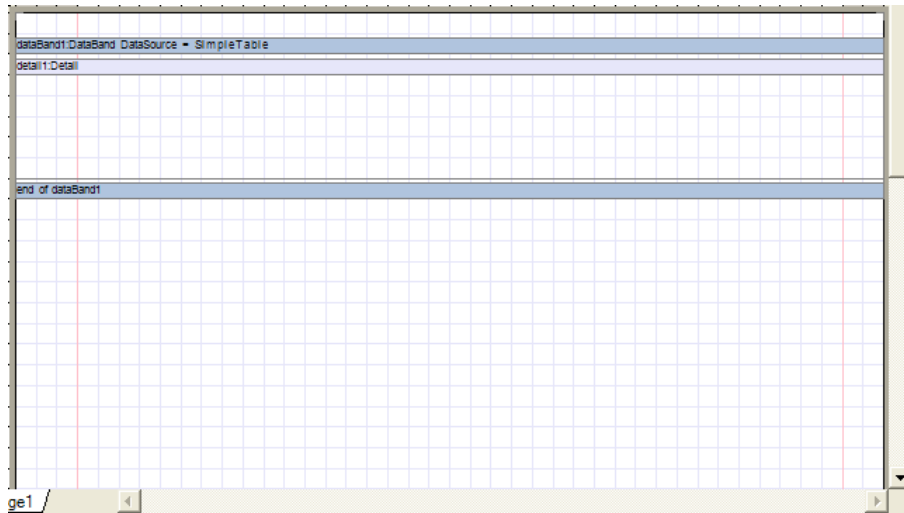 dataBand1:DataBand DataSource = SimpleTable
detail1:Detail
end of dataBand1
ge1